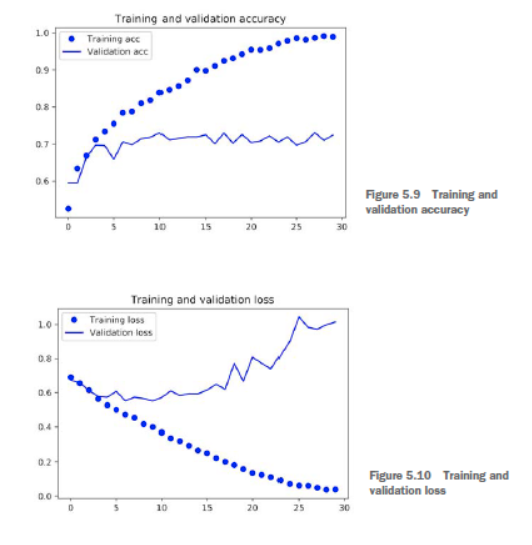 Training and validation accuracy
Training acc
Validation acc
1.0
0.9
0.8
0.7
0.6
0 5 10 15 20 25 30
Figure 5.9 Training and
validation accuracy
Training and validation loss
Training loss
Validation loss
1.0
0.8
0.6
0.4
0.2
0.0
0 5 10 15 20 25 30
Figure 5.10 Training and
validation loss